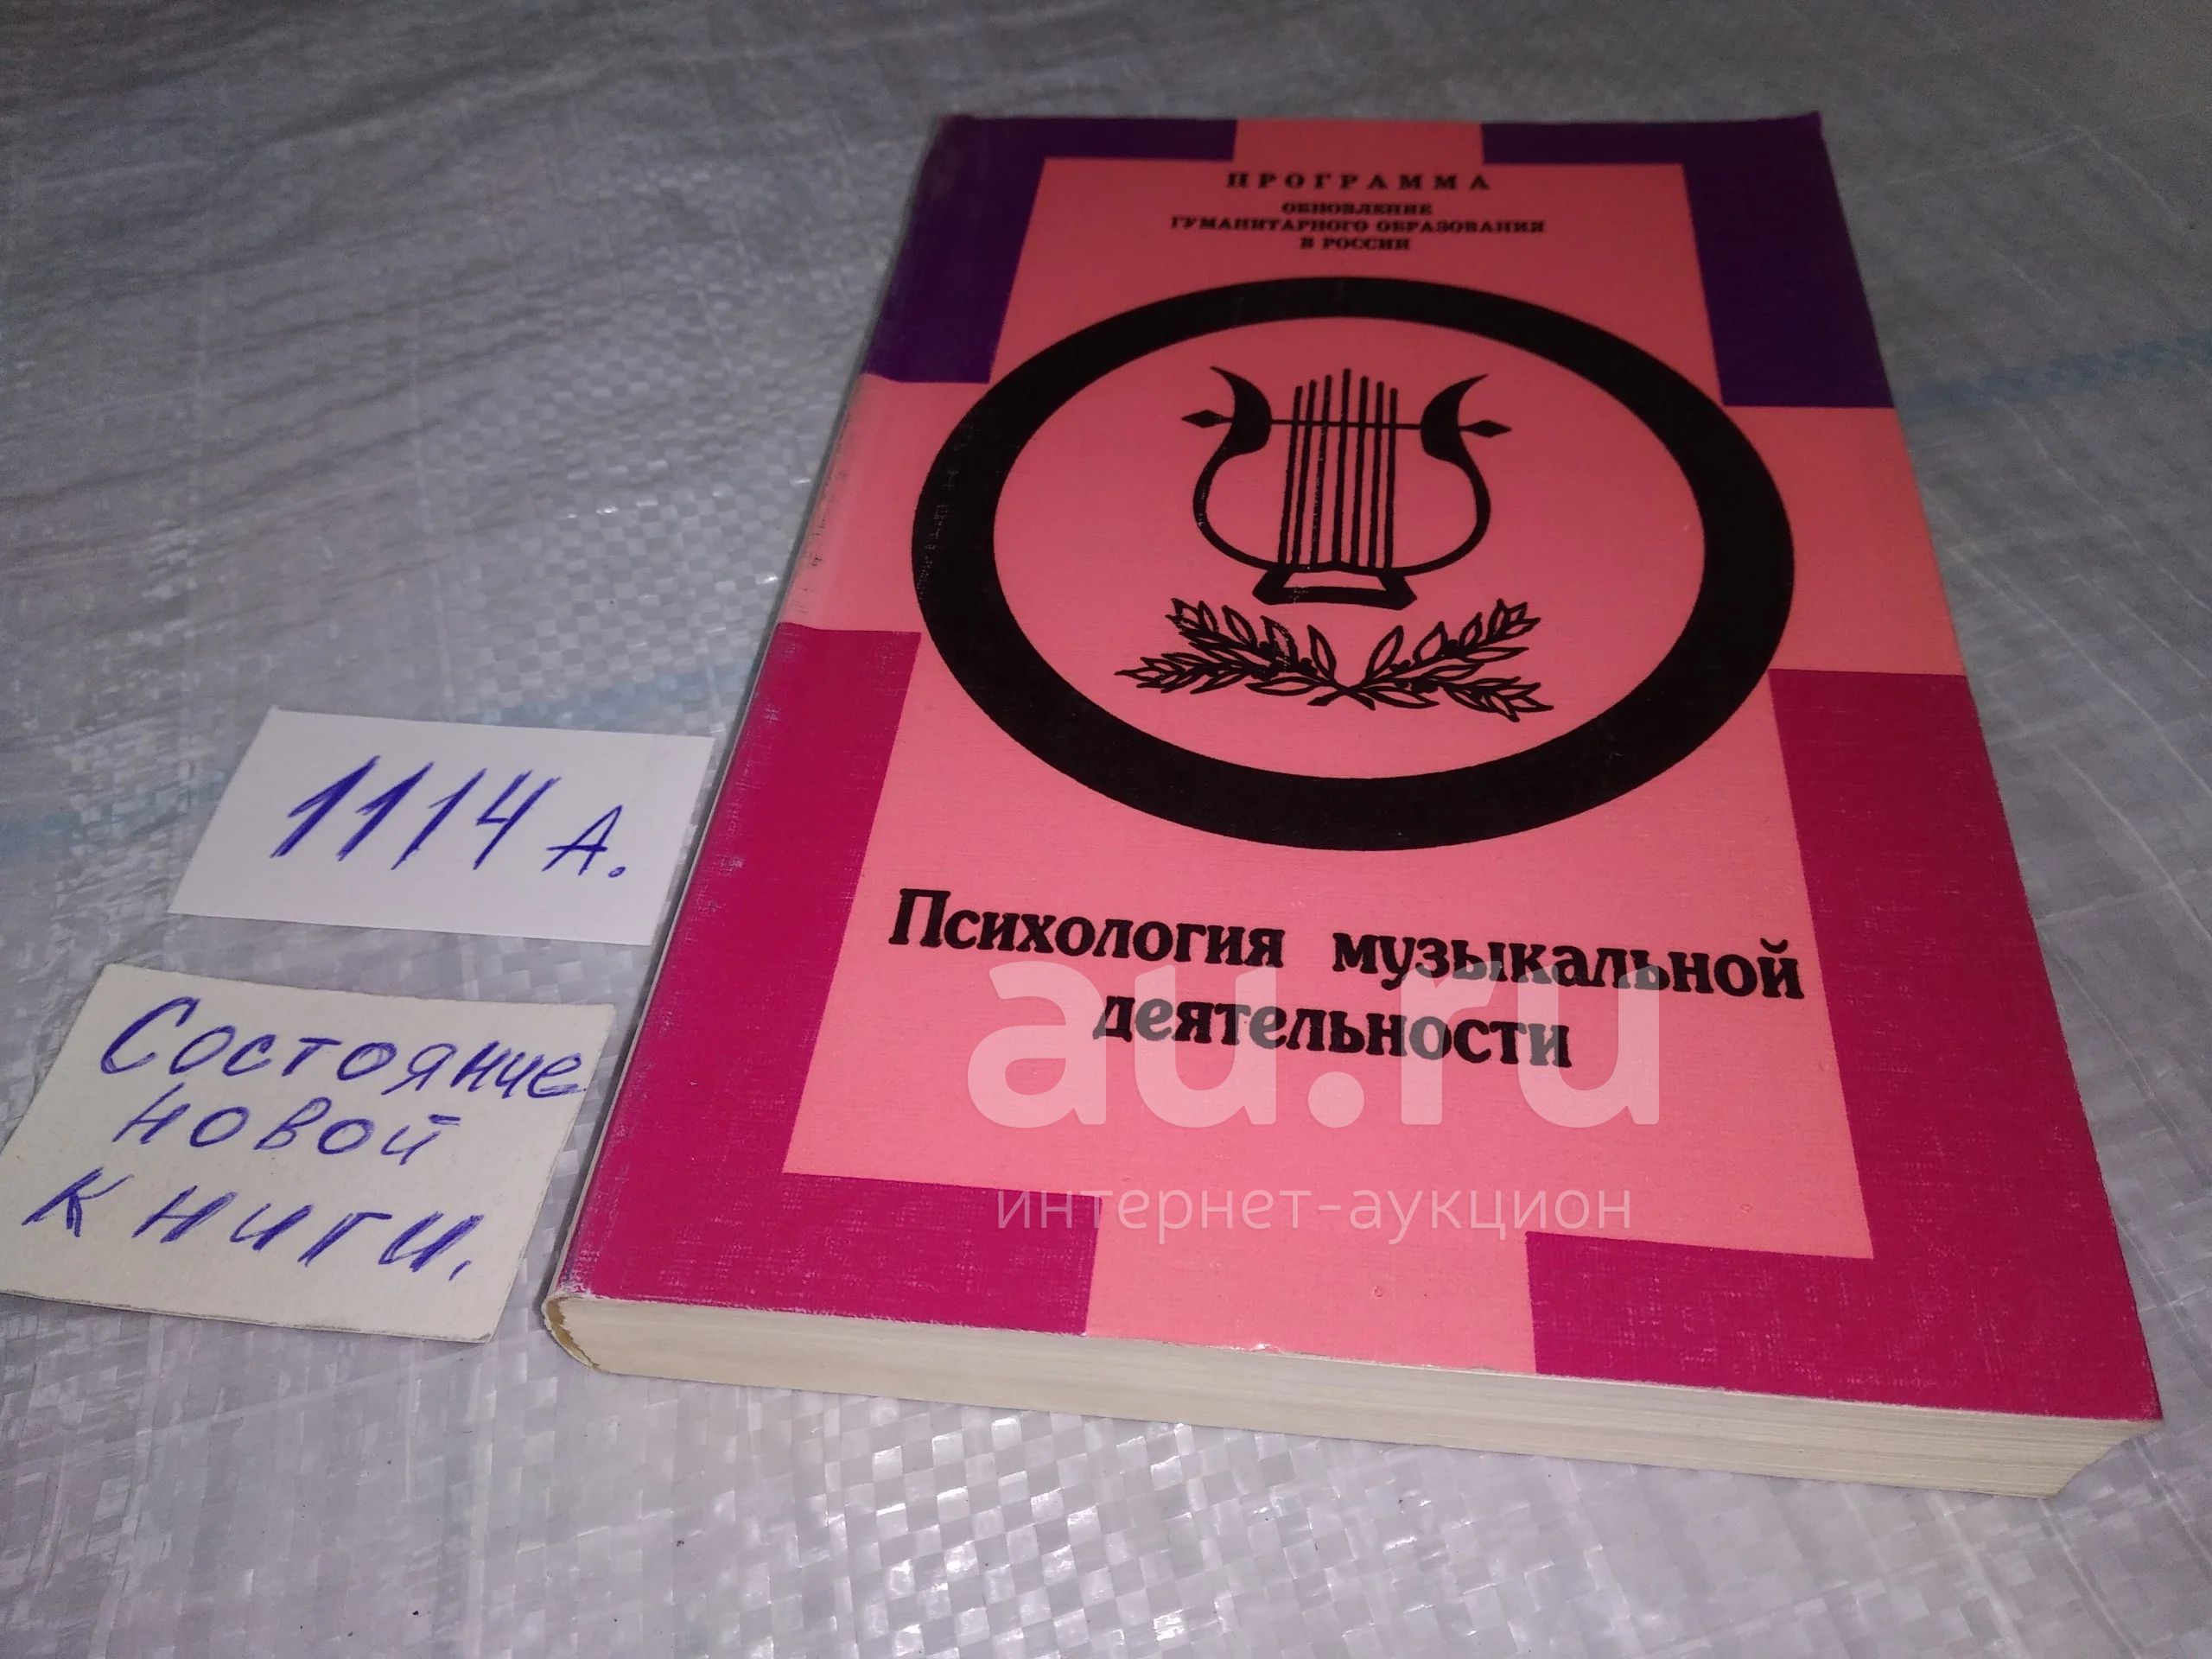 ПРОГРАММА
ОБНОВЛЕНИЕ
ГУМАНИТАРНОГО ОБРАЗОВАНИЯ
В РОССИИ
Психология музыкальной
деятельности
1114 А.
Состояние
новой
книги.
au.ru
интернет-аукцион